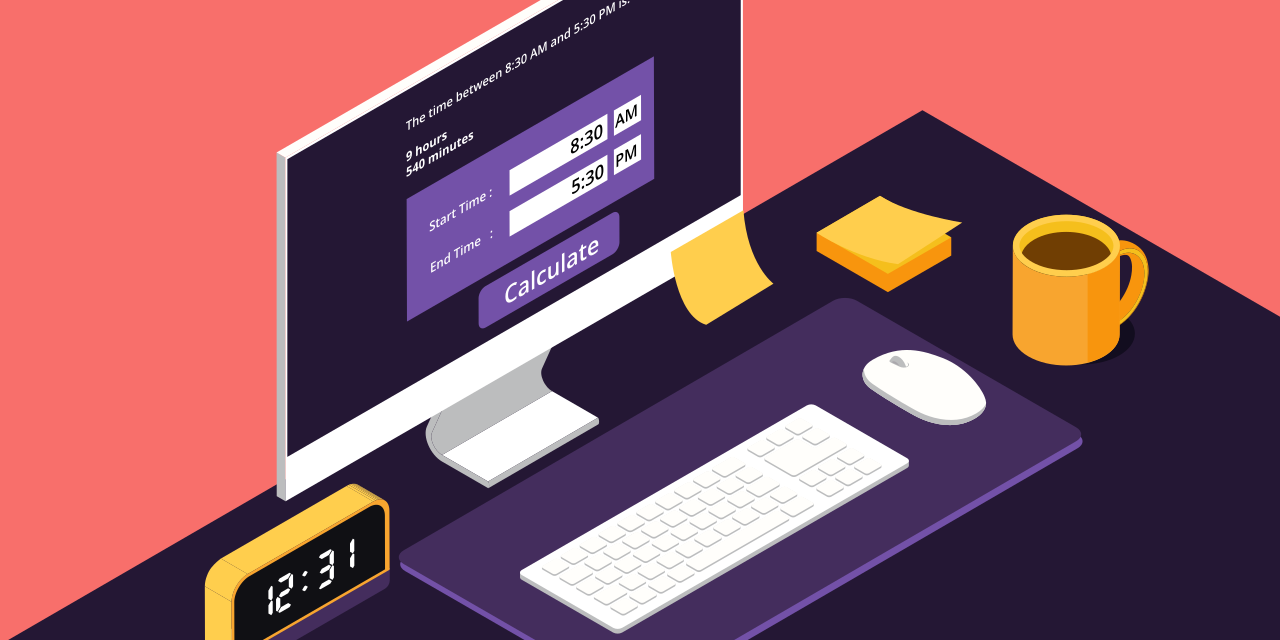 The time between 8:30 AM and 5:30 PM is:
9 hours
540 minutes
Start Time : 8:30 AM
End Time : 5:30 PM
Calculate
12:31